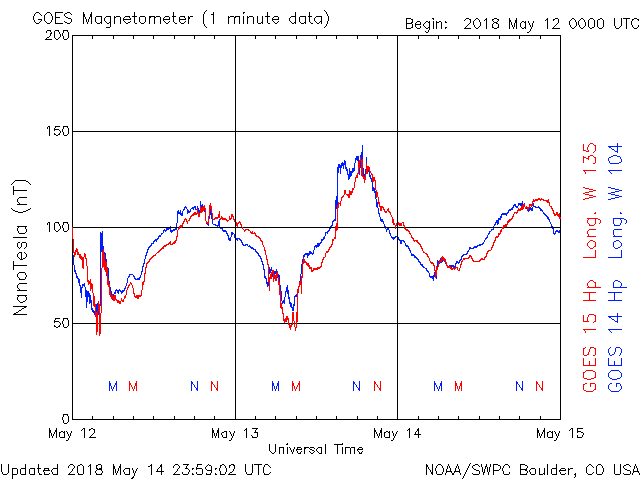 GOES Magnetometer (1 minute data)
Begin: 2018 May 12 0000 UTC
200
150
100
50
0
NanoTesla (nT)
M M N N M M N N M M N N
May 12 May 13 May 14 May 15
Universal Time
GOES 15 Hp Long. W 135
GOES 14 Hp Long. W 104
Updated 2018 May 14 23:59:02 UTC
NOAA/SWPC Boulder, CO USA